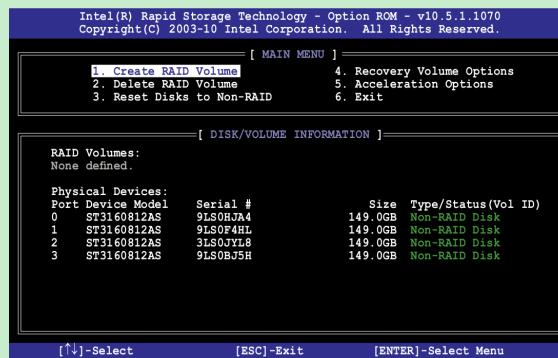 Intel(R) Rapid Storage Technology - Option ROM - v10.5.1.1070
Copyright(C) 2003-10 Intel Corporation.  All Rights Reserved.
[ MAIN MENU ]
1. Create RAID Volume 4. Recovery Volume Options
2. Delete RAID Volume 5. Acceleration Options
3. Reset Disks to Non-RAID 6. Exit
[ DISK/VOLUME INFORMATION ]
RAID Volumes:
None defined.
Physical Devices:
Port Device Model Serial # Size Type/Status(Vol ID)
0 ST3160812AS 9LS0HJA4 149.0GB Non-RAID Disk
1 ST3160812AS 9LS0F4HL 149.0GB Non-RAID Disk
2 ST3160812AS 3LS0JYL8 149.0GB Non-RAID Disk
3 ST3160812AS 9LS0BJ5H 149.0GB Non-RAID Disk
[↑↓]-Select [ESC]-Exit [ENTER]-Select Menu